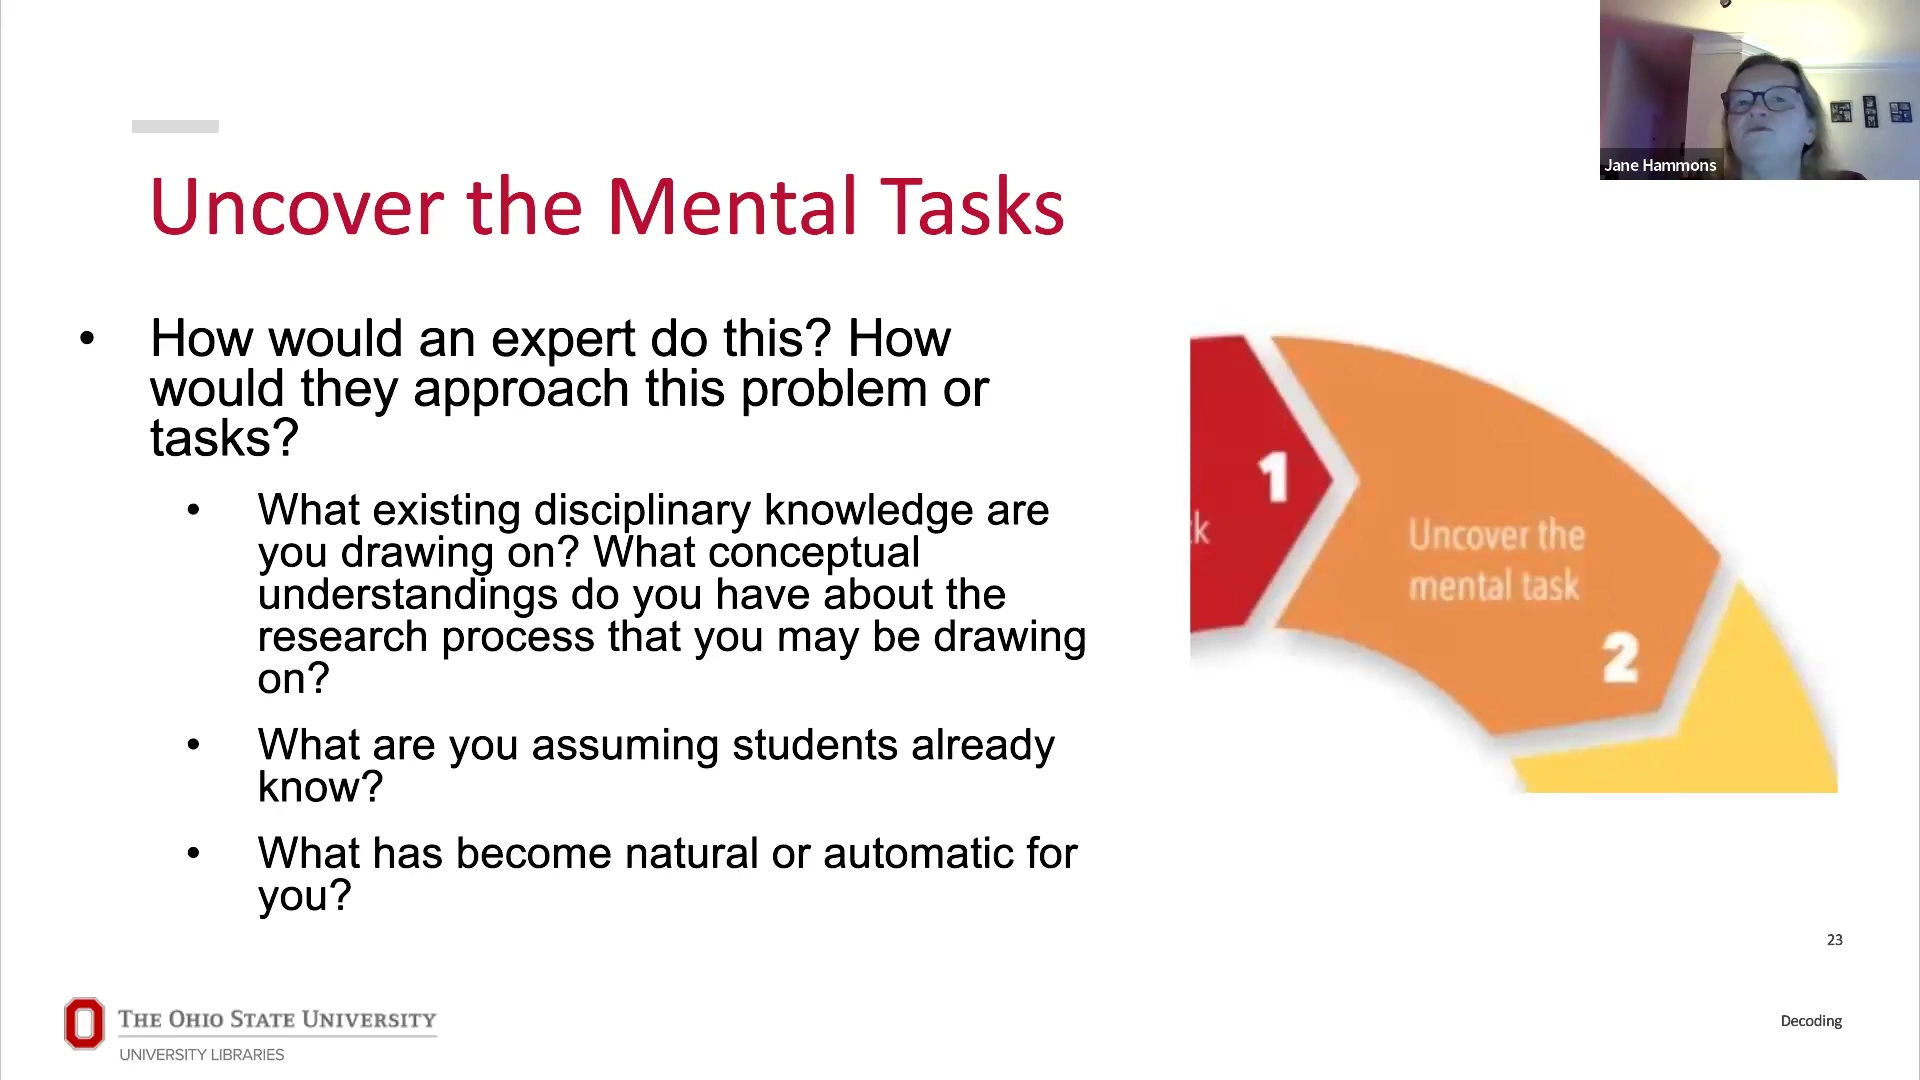 Jane Hammons
Uncover the Mental Tasks
• How would an expert do this? How
would they approach this problem or
tasks?
• What existing disciplinary knowledge are
you drawing on? What conceptual
understandings do you have about the
research process that you may be drawing
on?
• What are you assuming students already
know?
• What has become natural or automatic for
you?
1
k
Uncover the
mental task
2
23
THE OHIO STATE UNIVERSITY
UNIVERSITY LIBRARIES
Decoding